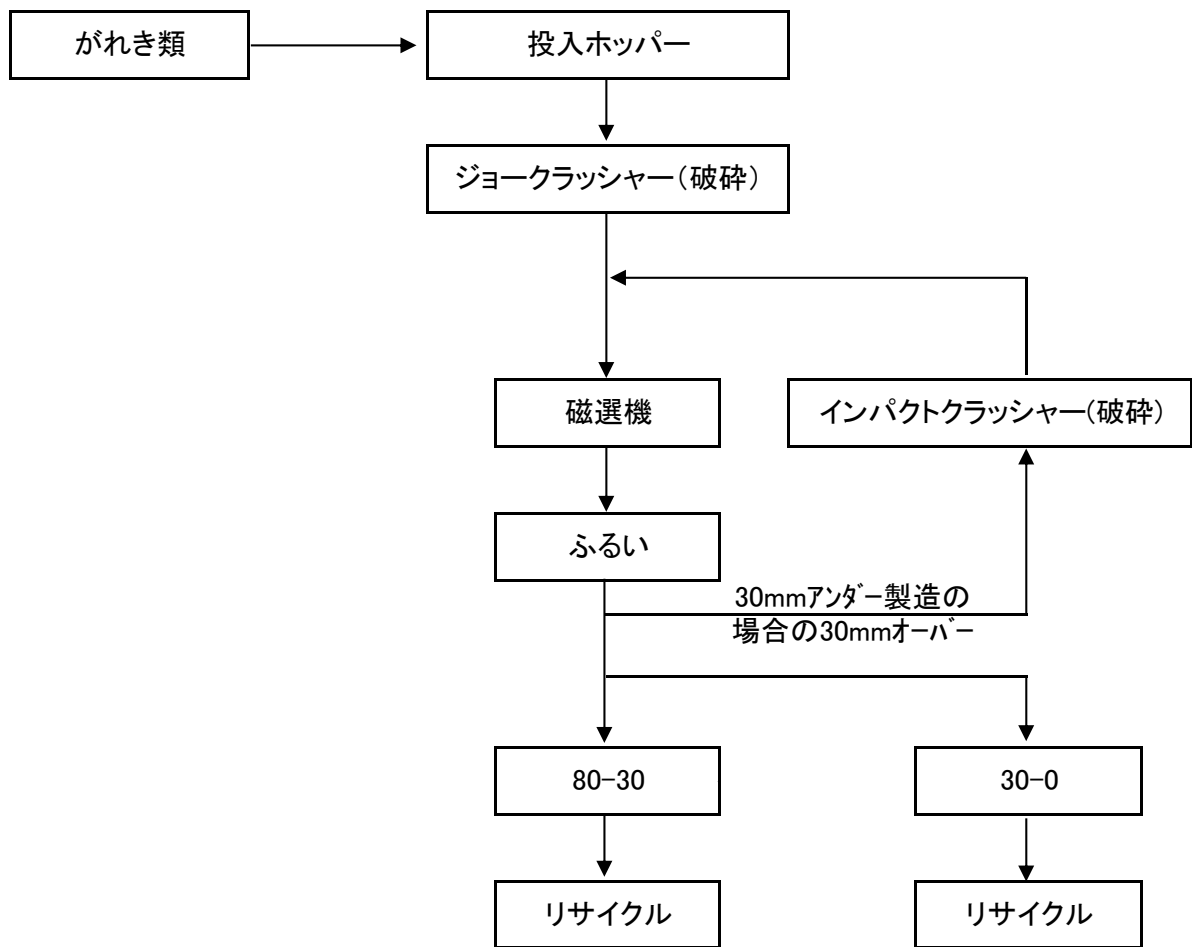 がれき類
投入ホッパー
ジョークラッシャー（破砕）
磁選機
インパクトクラッシャー(破砕)
ふるい
30mmｱﾝﾀﾞｰ製造の
場合の30mmｵｰﾊﾞｰ
80-30
30-0
リサイクル
リサイクル